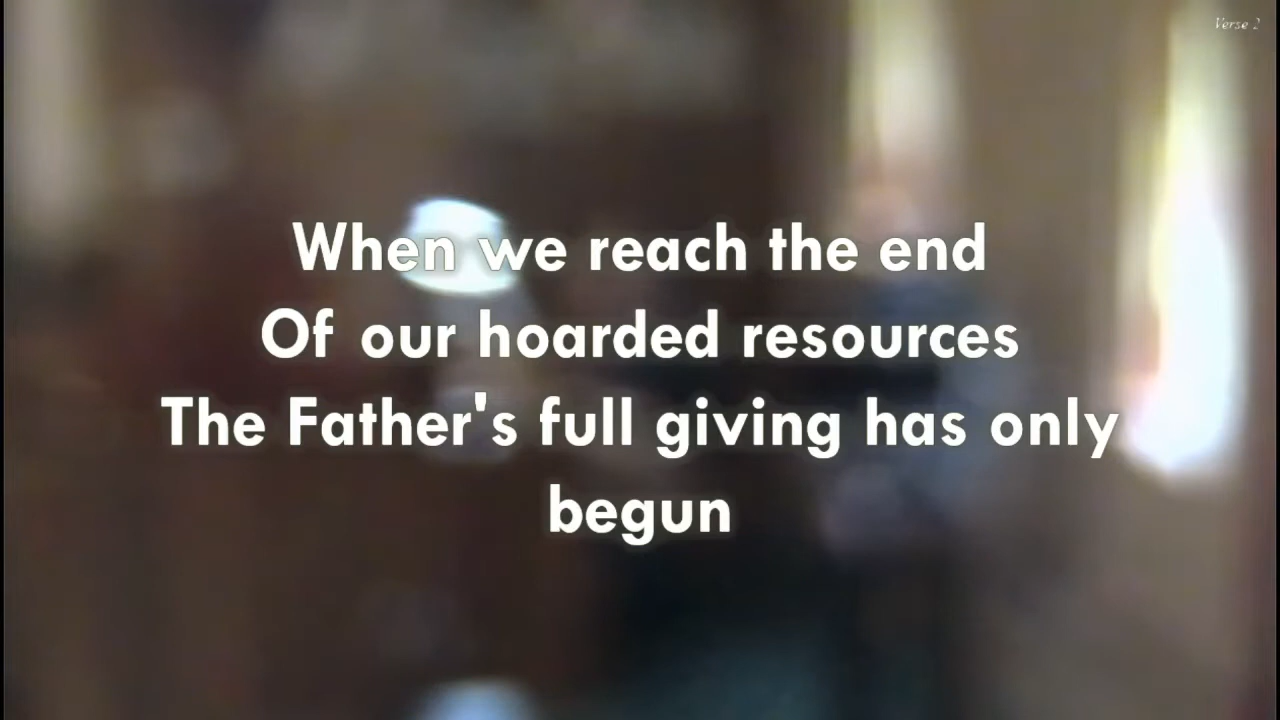 Verse 2
When we reach the end
Of our hoarded resources
The Father's full giving has only
begun